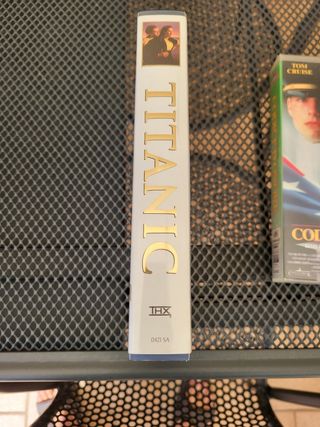 TITANIC
THX
0421 SA
TOM
CRUISE